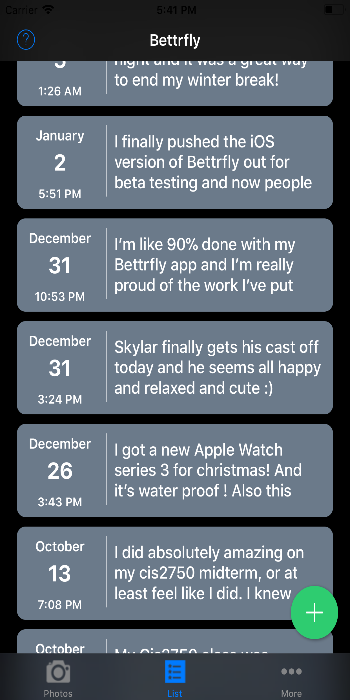 Carrier
5:41 PM
?
Bettrfly
night and it was a great way
to end my winter break!
1:26 AM
January
2
5:51 PM
I finally pushed the iOS
version of Bettrfly out for
beta testing and now people
December
31
10:53 PM
I'm like 90% done with my
Bettrfly app and I'm really
proud of the work I've put
December
31
3:24 PM
Skylar finally gets his cast off
today and he seems all happy
and relaxed and cute :)
December
26
3:43 PM
I got a new Apple Watch
series 3 for christmas! And
it's water proof ! Also this
October
13
7:08 PM
I did absolutely amazing on
my cis2750 midterm, or at
least feel like I did. I knew
+
October
My Cis2750 class was
Photos
List
More